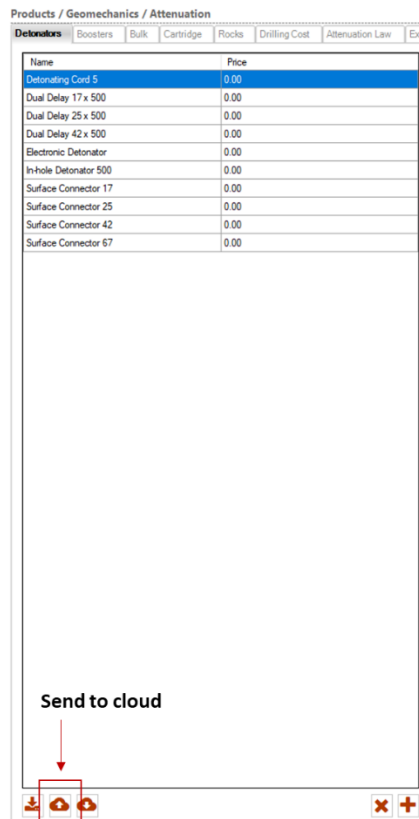 Products / Geomechanics / Attenuation
Detonators Boosters Bulk Cartridge Rocks Drilling Cost Attenuation Law
Name Price
Detonating Cord 5 0.00
Dual Delay 17 x 500 0.00
Dual Delay 25 x 500 0.00
Dual Delay 42 x 500 0.00
Electronic Detonator 0.00
In-hole Detonator 500 0.00
Surface Connector 17 0.00
Surface Connector 25 0.00
Surface Connector 42 0.00
Surface Connector 67 0.00
Send to cloud